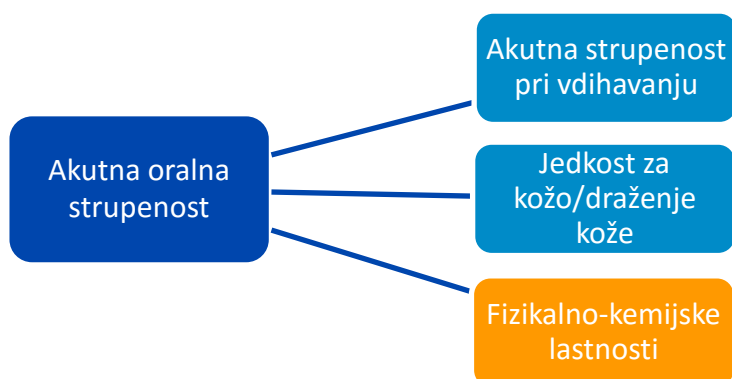 Akutna oralna
strupenost
Akutna strupenost
pri vdihavanju
Jedkost za
kožo/draženje
kože
Fizikalno-kemijske
lastnosti